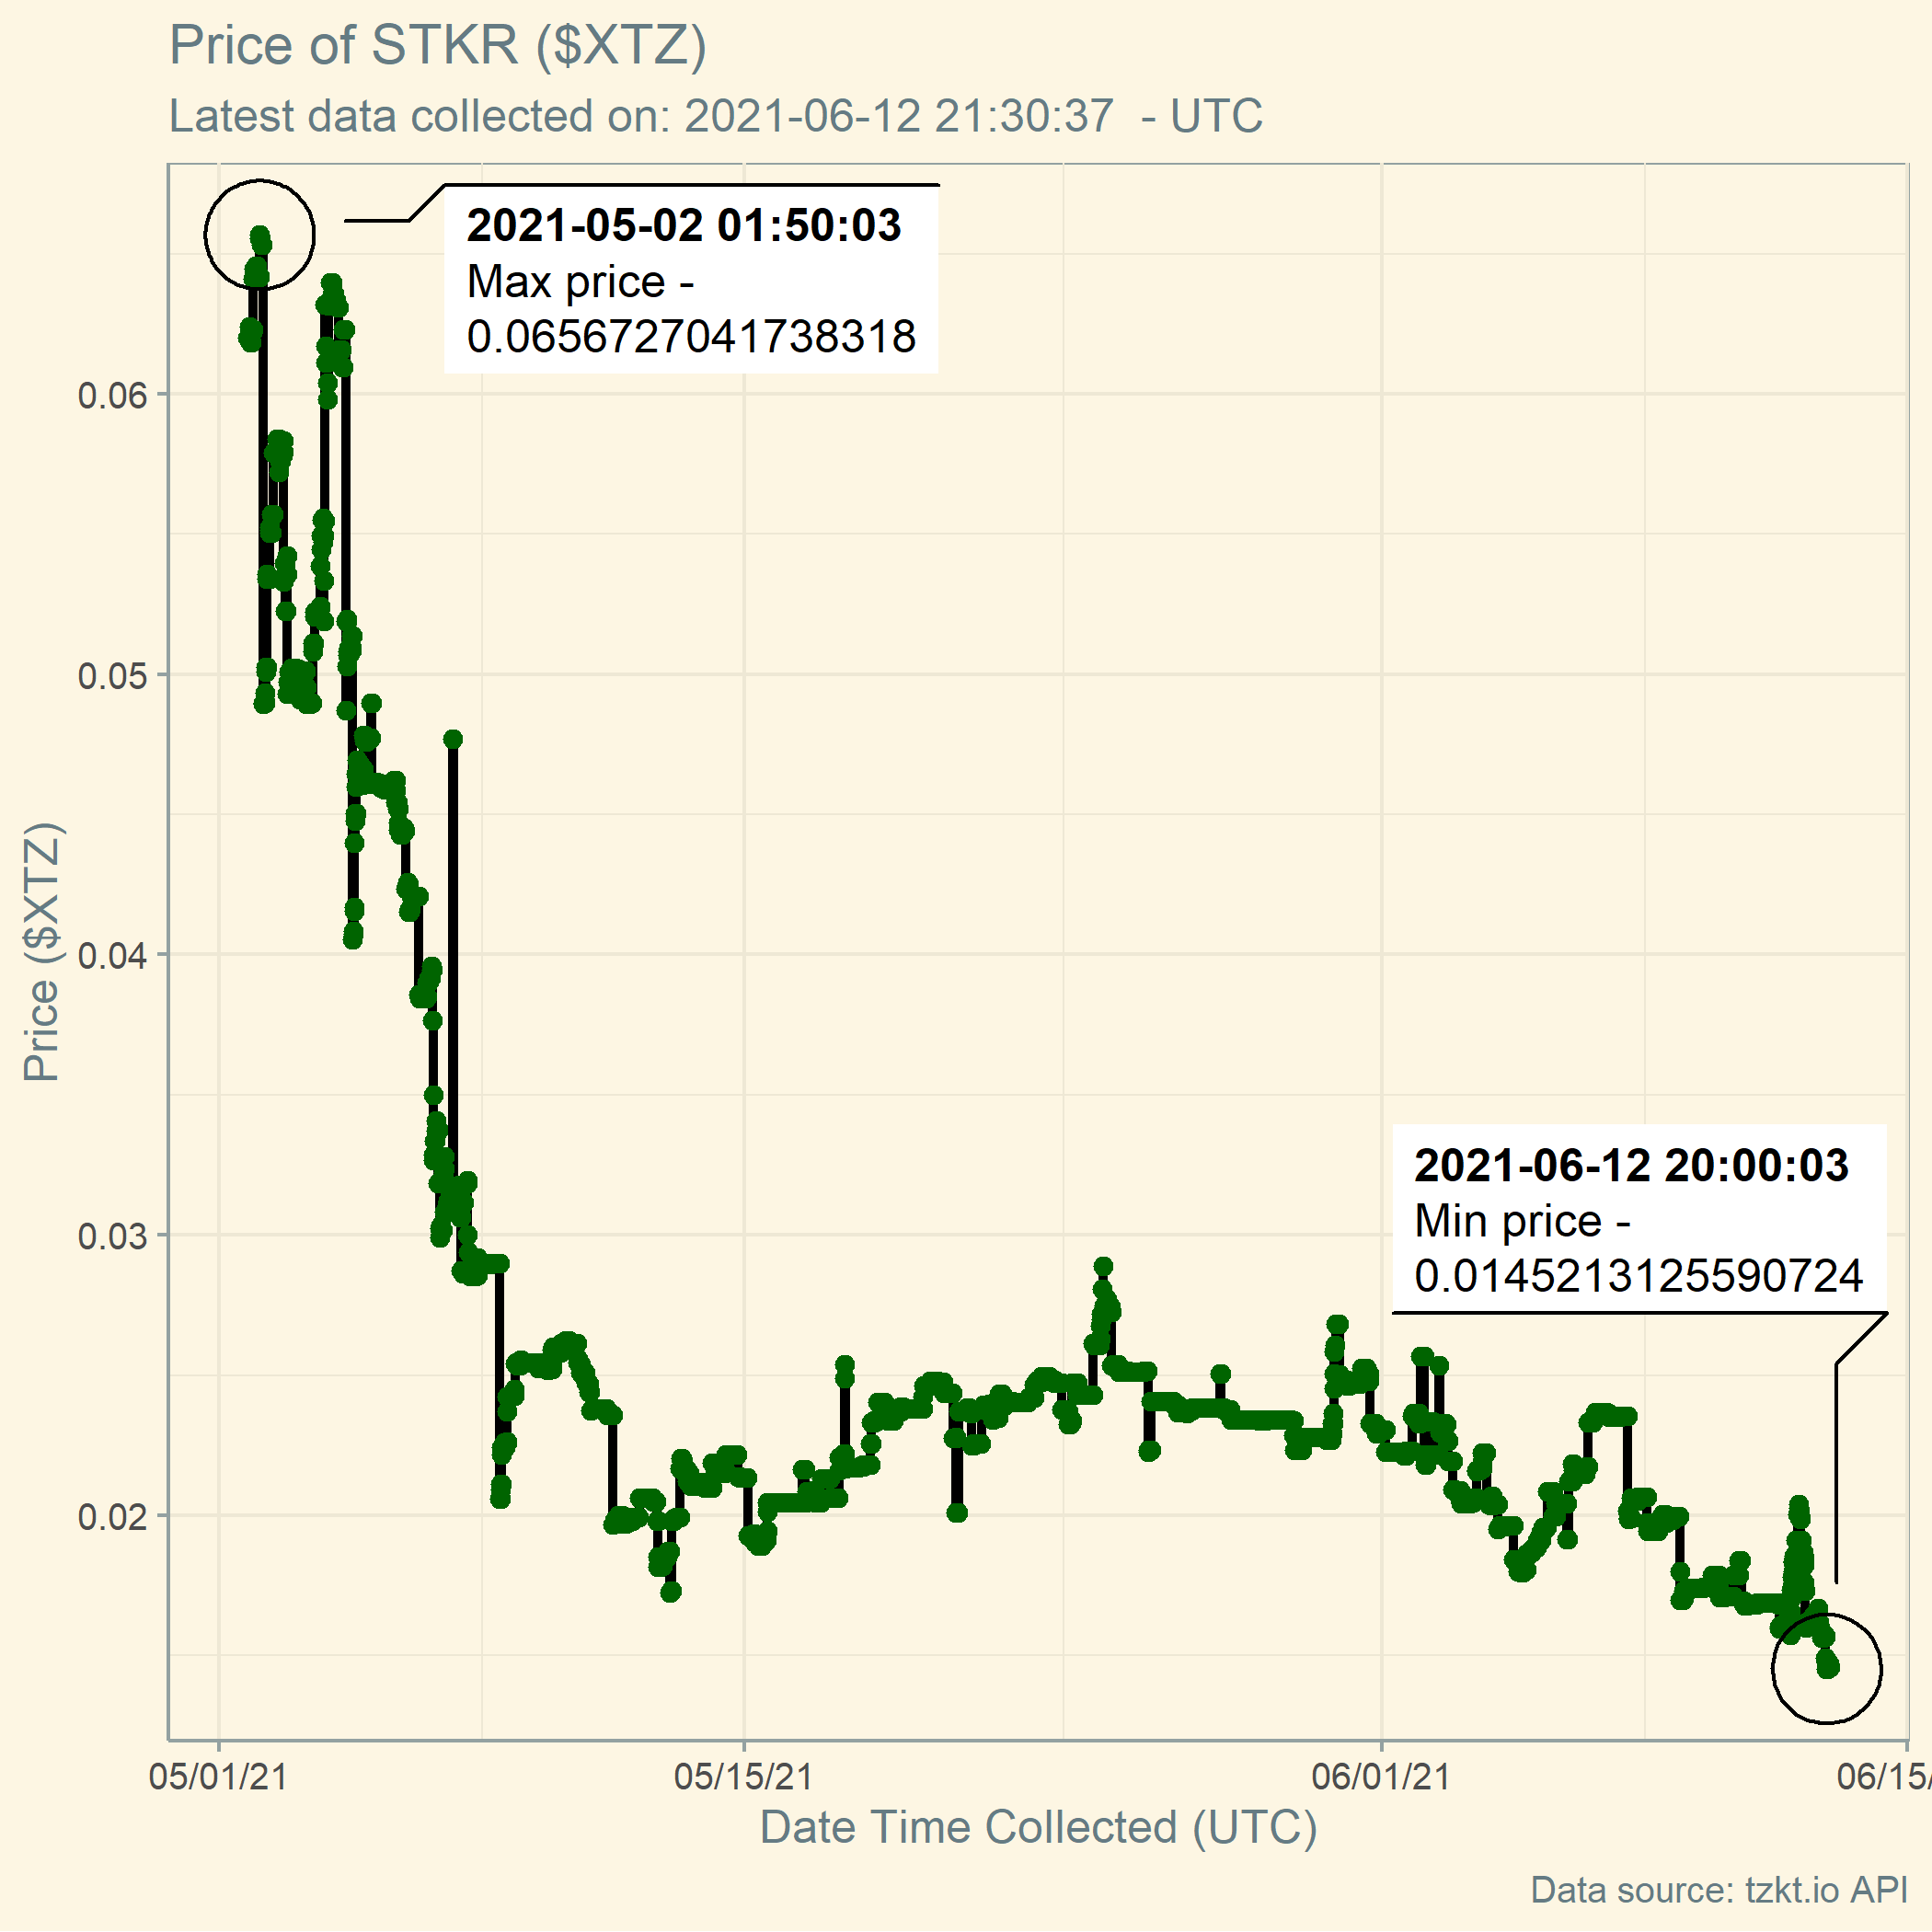 Price of STKR ($XTZ)
Latest data collected on: 2021-06-12 21:30:37  - UTC
2021-05-02 01:50:03
Max price -
0.0656727041738318
0.06
0.05
0.04
0.03
0.02
Price ($XTZ)
2021-06-12 20:00:03
Min price -
0.0145213125590724
05/01/21
05/15/21
06/01/21
06/15/
Date Time Collected (UTC)
Data source: tzkt.io API